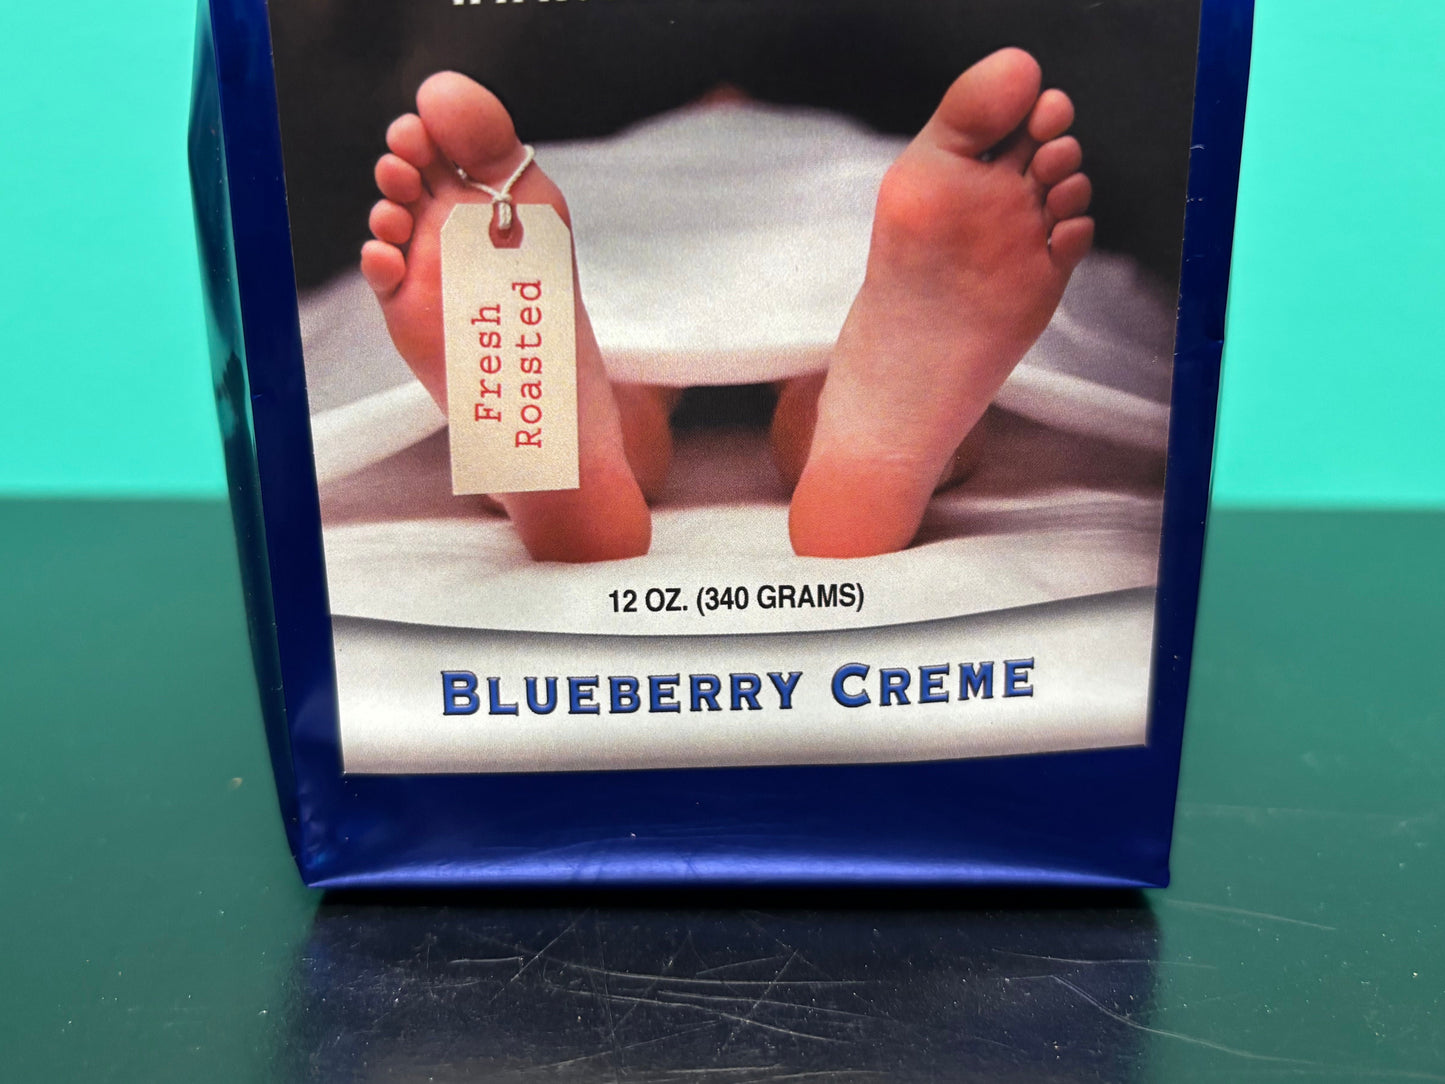 Fresh
Roasted
12 OZ. (340 GRAMS)
BLUEBERRY CREME